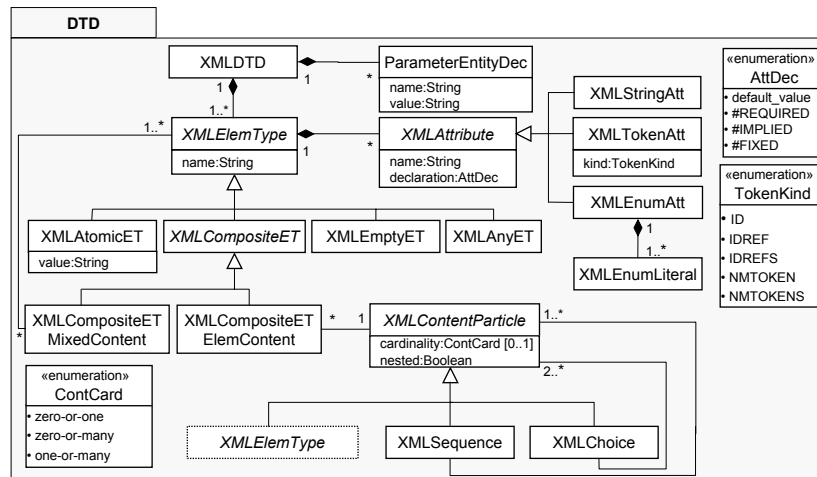 DTD
XMLDTD
1
1
1..*
ParameterEntityDec
*
name:String
value:String
«enumeration»
AttDec
• default_value
• #REQUIRED
• #IMPLIED
• #FIXED
XMLStringAtt
1..*
XMLElemType
name:String
1
*
XMLAttribute
name:String
declaration:AttDec
XMLTokenAtt
kind:TokenKind
«enumeration»
TokenKind
• ID
• IDREF
• IDREFS
• NMTOKEN
• NMTOKENS
XMLEnumAtt
1
1..*
XMLEnumLiteral
XMLAtomicET
value:String
XMLCompositeET
XMLEmptyET
XMLAnyET
*
XMLCompositeET
MixedContent
XMLCompositeET
ElemContent
*
1
XMLContentParticle
cardinality:ContCard [0..1]
nested:Boolean
1..*
2..*
«enumeration»
ContCard
• zero-or-one
• zero-or-many
• one-or-many
XMLElemType
XMLSequence
XMLChoice